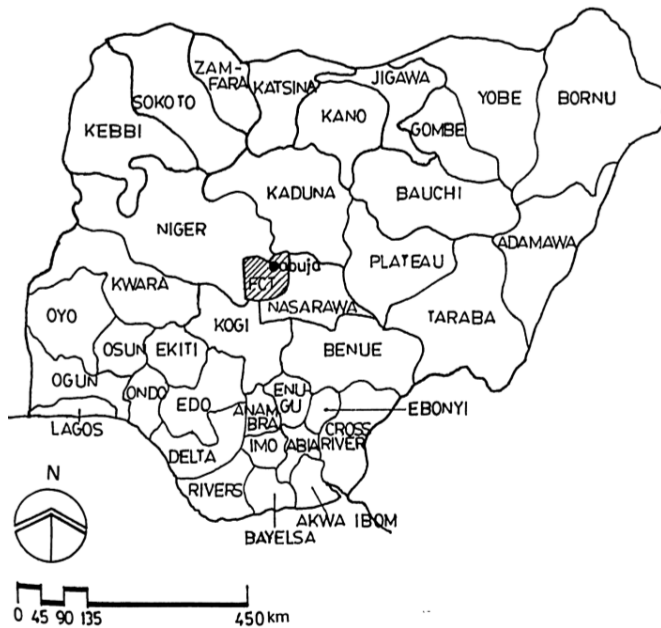 ZAM-
FARA
KATSINA
JIGAWA
YOBE
BORNU
SOKOTO
KEBBI
KANO
GOMBE
KADUNA
BAUCHI
NIGER
ADAMAWA
abuja
FCT
PLATEAU
KWARA
NASARAWA
OYO
KOGI
TARABA
OSUN
EKITI
BENUE
OGUN
ONDO
EDO
ENU-
GU
ANAM
BRA
EBONYI
LAGOS
CROSS
RIVER
DELTA
IMO
ABIA
RIVERS
AKWA IBOM
BAYELSA
N
0 45 90 135 450 km